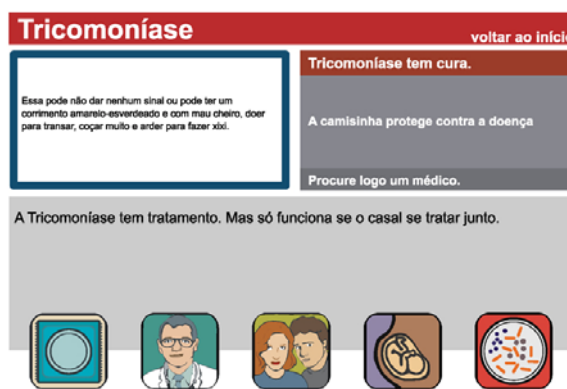 Tricomoníase
voltar ao início
Essa pode não dar nenhum sinal ou pode ter um
corrimento amarelo-esverdeado e com mau cheiro, doer
para transar, coçar muito e arder para fazer xixi.
Tricomoníase tem cura.
A camisinha protege contra a doença
Procure logo um médico.
A Tricomoníase tem tratamento. Mas só funciona se o casal se tratar junto.